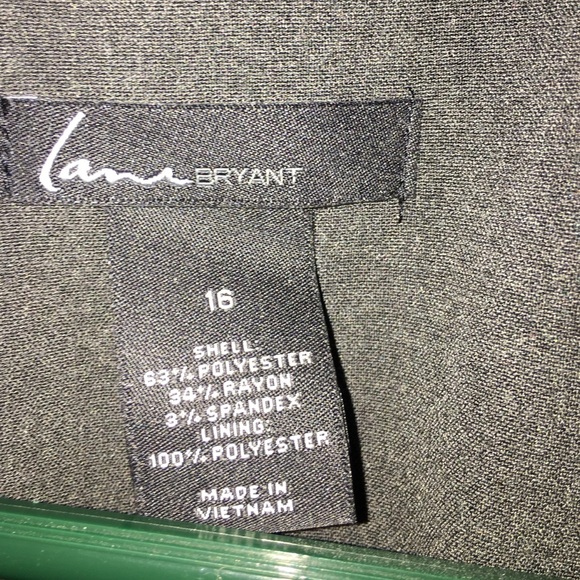 lane BRYANT
16
SHELL:
63% POLYESTER
34% RAYON
3% SPANDEX
LINING:
100% POLYESTER
MADE IN
VIETNAM